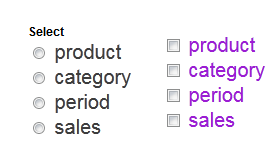 Select
product
category
period
sales
product
category
period
sales